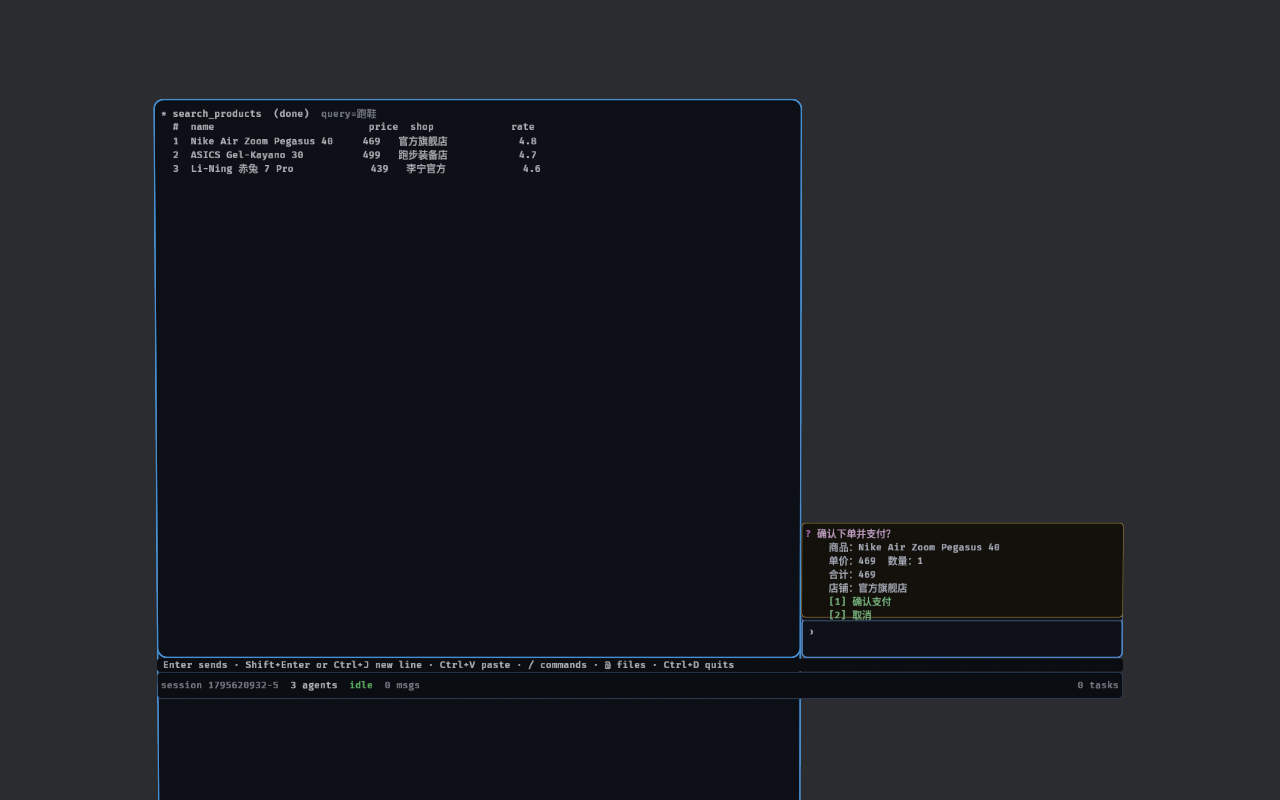 * search_products (done) query=跑鞋
# name price shop rate
1 Nike Air Zoom Pegasus 40 469 官方旗舰店 4.8
2 ASICS Gel-Kayano 30 499 跑步装备店 4.7
3 Li-Ning 赤兔 7 Pro 439 李宁官方 4.6
? 确认下单并支付?
商品: Nike Air Zoom Pegasus 40
单价: 469 数量: 1
合计: 469
店铺: 官方旗舰店
[1] 确认支付
[2] 取消
›
Enter sends · Shift+Enter or Ctrl+J new line · Ctrl+V paste · / commands · @ files · Ctrl+D quits
session 1795620932-5 3 agents idle 0 msgs 0 tasks